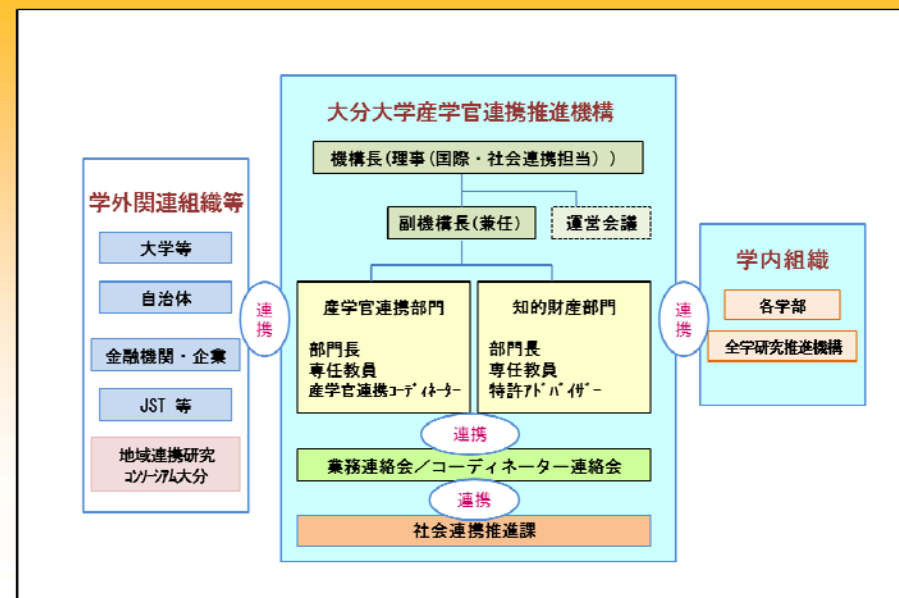 大分大学産学官連携推進機構
機構長(理事(国際・社会連携担当))
副機構長(兼任)
運営会議
産学官連携部門
部門長
専任教員
産学官連携ｺｰﾃﾞｨﾈｰﾀｰ
知的財産部門
部門長
専任教員
特許ｱﾄﾞﾊﾞｲｻﾞｰ
連携
業務連絡会／コーディネーター連絡会
連携
社会連携推進課
学外関連組織等
大学等
自治体
金融機関・企業
JST 等
地域連携研究
ｺﾝｿｰｼｱﾑ大分
連
携
連
携
学内組織
各学部
全学研究推進機構